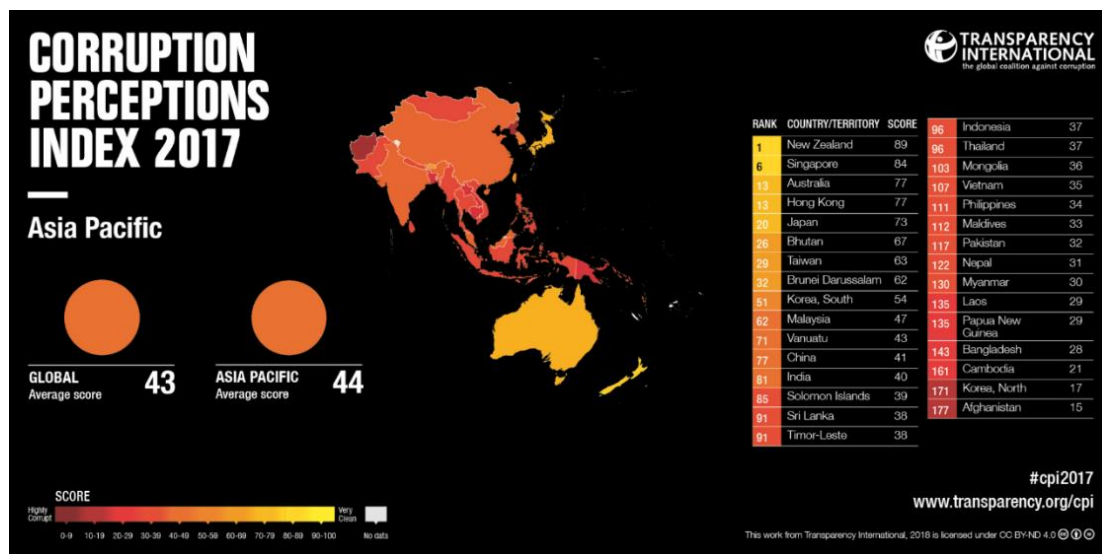 CORRUPTION
PERCEPTIONS
INDEX 2017
Asia Pacific
GLOBAL
Average score
43
ASIA PACIFIC
Average score
44
SCORE
Highly
Corrupt
Very
Clean
0-9 10-19 20-29 30-39 40-49 50-59 60-69 70-79 80-89 90-100 No data
TRANSPARENCY
INTERNATIONAL
the global coalition against corruption
RANK COUNTRY/TERRITORY SCORE
1 New Zealand 89
6 Singapore 84
13 Australia 77
13 Hong Kong 77
20 Japan 73
26 Bhutan 67
29 Taiwan 63
32 Brunei Darussalam 62
51 Korea, South 54
62 Malaysia 47
71 Vanuatu 43
77 China 41
81 India 40
85 Solomon Islands 39
91 Sri Lanka 38
91 Timor-Leste 38
96 Indonesia 37
96 Thailand 37
103 Mongolia 36
107 Vietnam 35
111 Philippines 34
112 Maldives 33
117 Pakistan 32
122 Nepal 31
130 Myanmar 30
135 Laos 29
135 Papua New 29
Guinea
143 Bangladesh 28
161 Cambodia 21
171 Korea, North 17
177 Afghanistan 15
#cpi2017
www.transparency.org/cpi
This work from Transparency International, 2018 is licensed under CC BY-ND 4.0